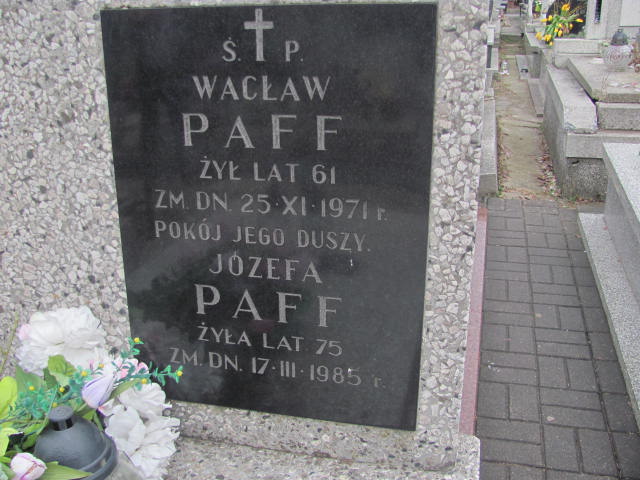 Ś. P.
WACŁAW
PAFF
ŻYŁ LAT 61
ZM. DN. 25·XI·1971 r.
POKÓJ JEGO DUSZY.
JÓZEFA
PAFF
ŻYŁA LAT 75
ZM. DN. 17·III·1985 r.